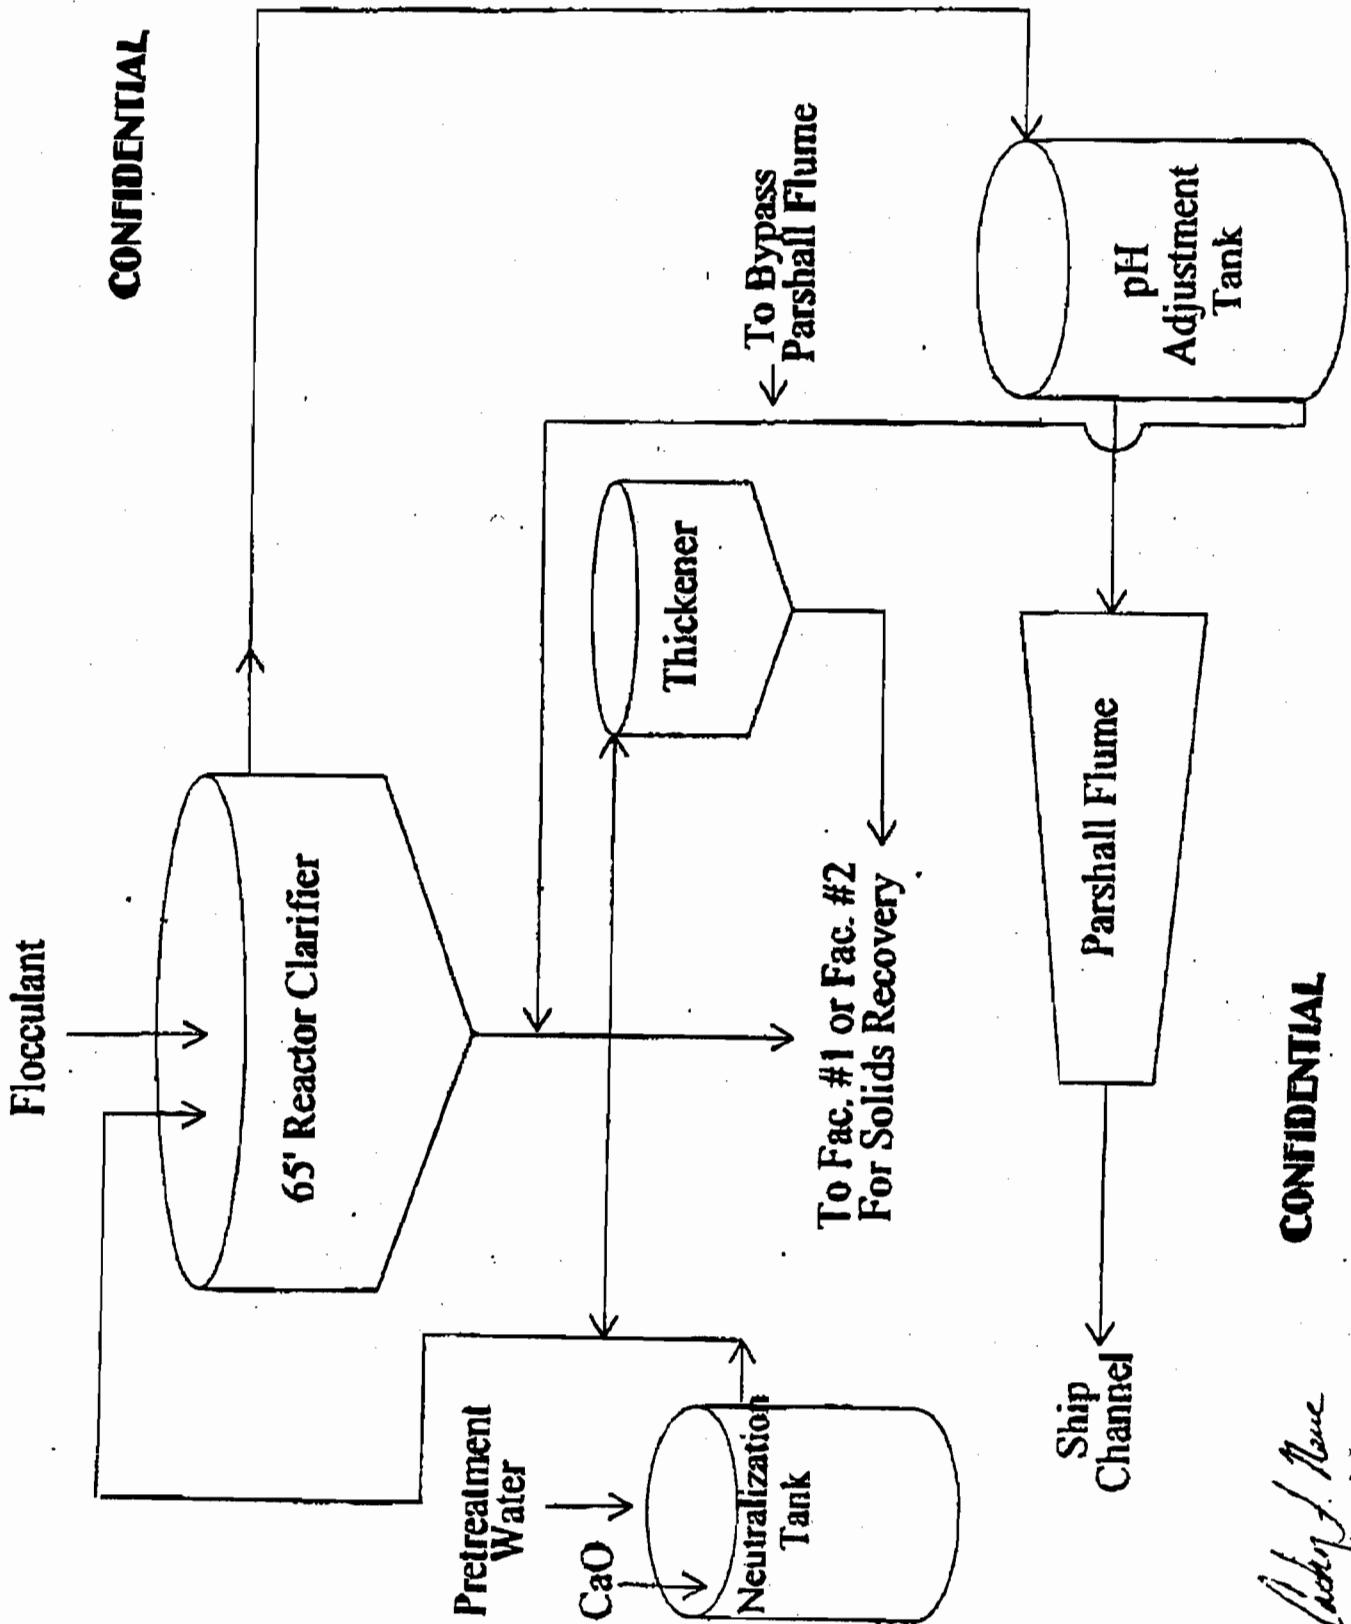 Flocculant
CONFIDENTIAL
65' Reactor Clarifier
To Bypass
Parshall Flume
Pretreatment
Water
CaO
Neutralization
Tank
Thickener
To Fac. #1 or Fac. #2
For Solids Recovery
pH
Adjustment
Tank
Parshall Flume
Ship
Channel
CONFIDENTIAL